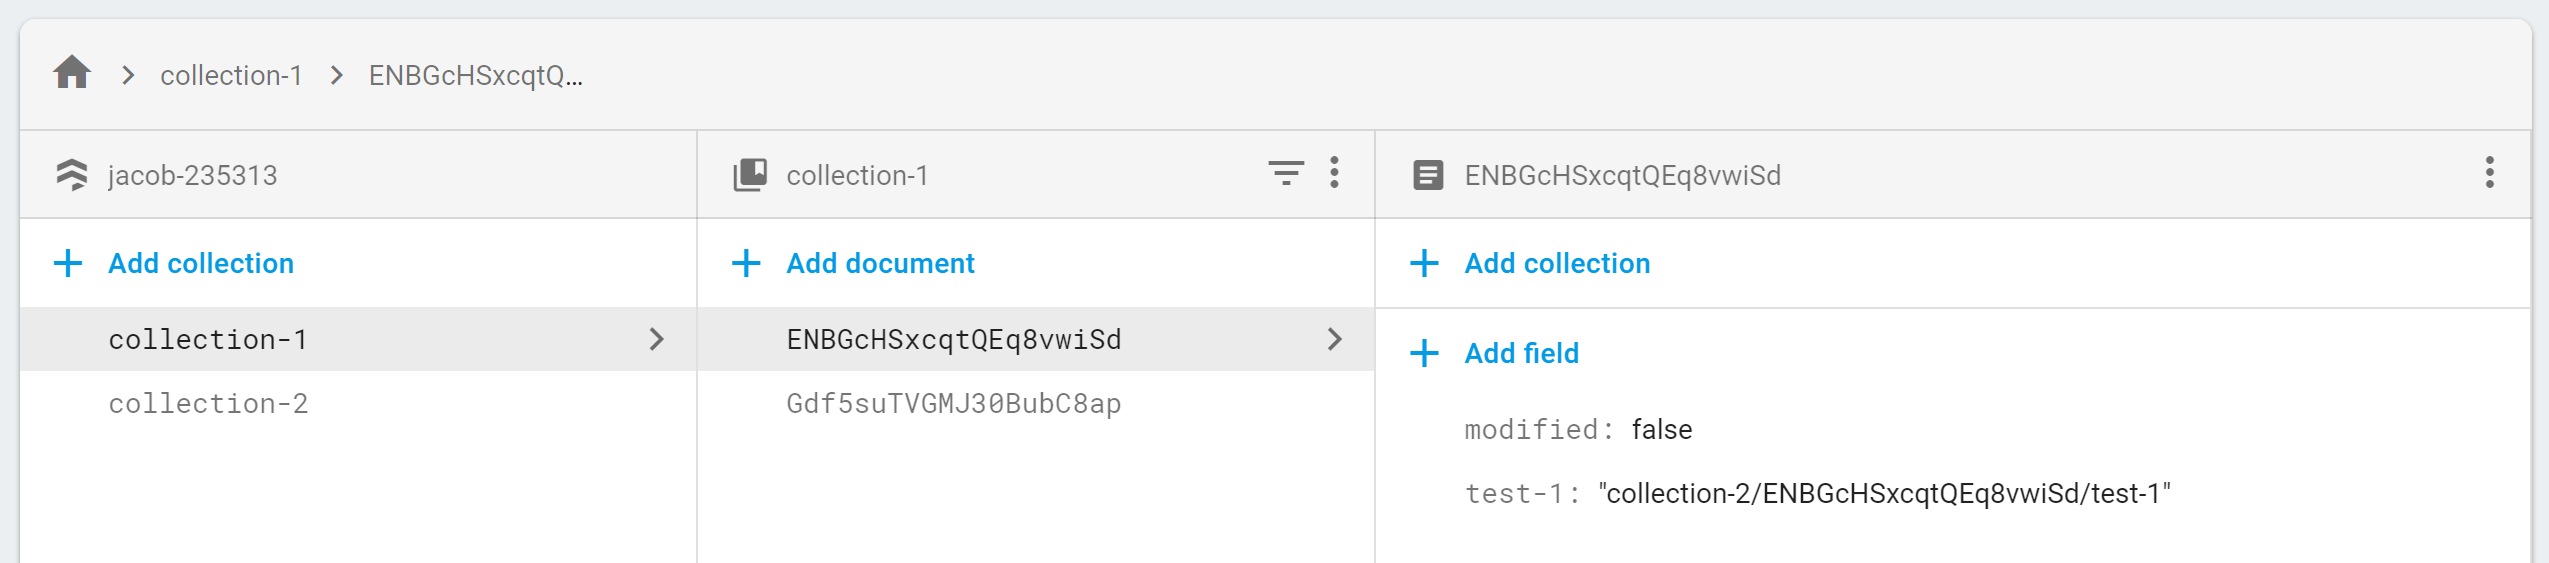 collection-1
ENBGcHSxcqtQ...
jacob-235313
collection-1
ENBGcHSxcqtQEq8vwiSd
Add collection
Add document
Add collection
collection-1
ENBGcHSxcqtQEq8vwiSd
Add field
collection-2
Gdf5suTVGMJ30BubC8ap
modified: false
test-1: "collection-2/ENBGcHSxcqtQEq8vwiSd/test-1"